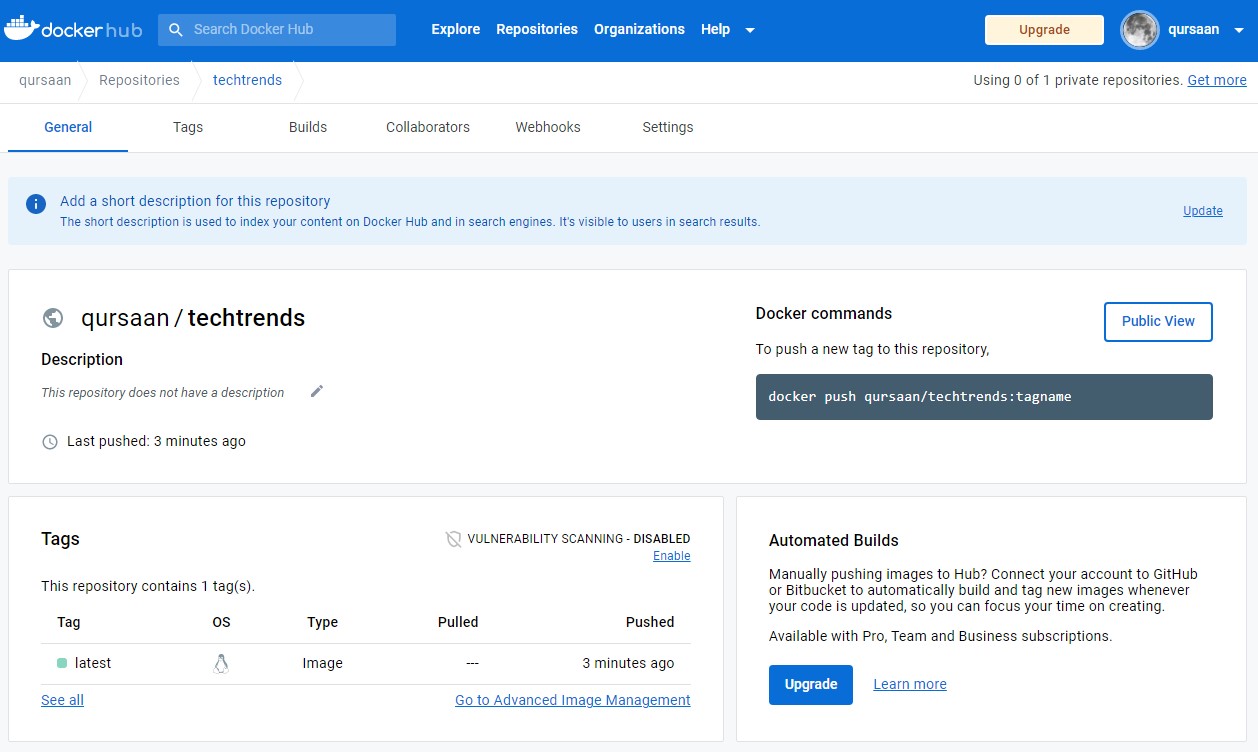 docker hub
Search Docker Hub
Explore Repositories Organizations Help
Upgrade
qursaan
qursaan Repositories techtrends
Using 0 of 1 private repositories. Get more
General Tags Builds Collaborators Webhooks Settings
Add a short description for this repository
The short description is used to index your content on Docker Hub and in search engines. It's visible to users in search results.
Update
qursaan / techtrends
Description
This repository does not have a description
Last pushed: 3 minutes ago
Docker commands
Public View
To push a new tag to this repository,
docker push qursaan/techtrends:tagname
Tags
VULNERABILITY SCANNING - DISABLED
Enable
This repository contains 1 tag(s).
Tag OS Type Pulled Pushed
latest Image --- 3 minutes ago
See all
Go to Advanced Image Management
Automated Builds
Manually pushing images to Hub? Connect your account to GitHub
or Bitbucket to automatically build and tag new images whenever
your code is updated, so you can focus your time on creating.
Available with Pro, Team and Business subscriptions.
Upgrade
Learn more